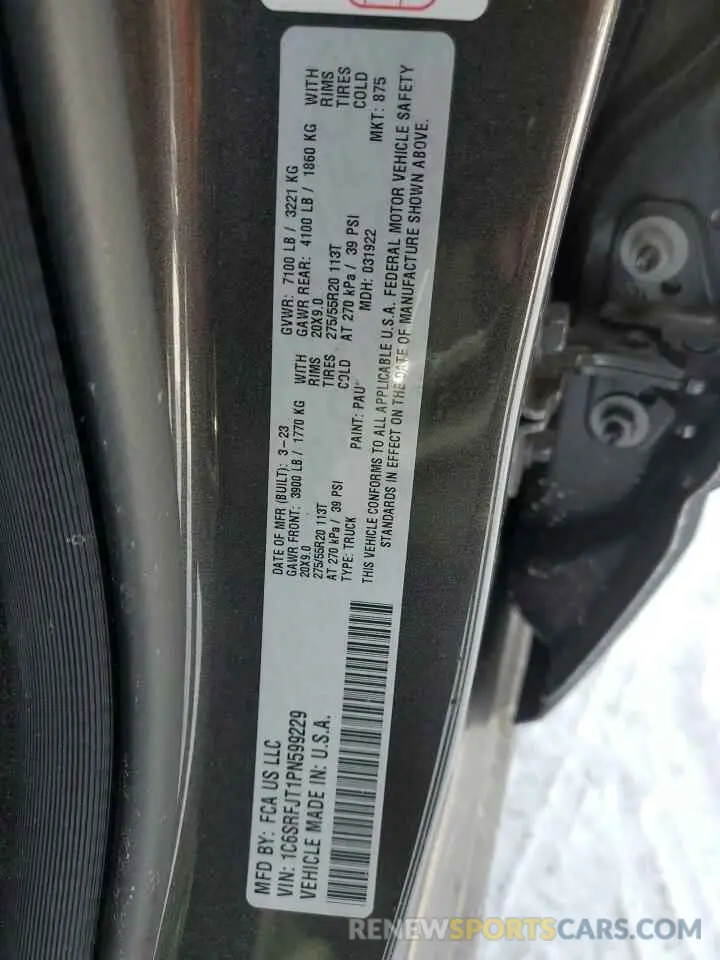 MFD BY: FCA US LLC
VIN: 1C6SRFJT1PN599229
VEHICLE MADE IN: U.S.A.
DATE OF MFR (BUILT): 3-23 GVWR: 7100 LB / 3221 KG
GAWR FRONT: 3900 LB / 1770 KG WITH GAWR REAR: 4100 LB / 1860 KG WITH
20X9.0 RIMS 20X9.0 RIMS
275/55R20 113T TIRES 275/55R20 113T TIRES
AT 270 kPa / 39 PSI COLD AT 270 kPa / 39 PSI COLD
TYPE: TRUCK PAINT: PAU MDH: 031922 MKT: 875
THIS VEHICLE CONFORMS TO ALL APPLICABLE U.S.A. FEDERAL MOTOR VEHICLE SAFETY
STANDARDS IN EFFECT ON THE DATE OF MANUFACTURE SHOWN ABOVE.
RENEWSPORTSCARS.COM